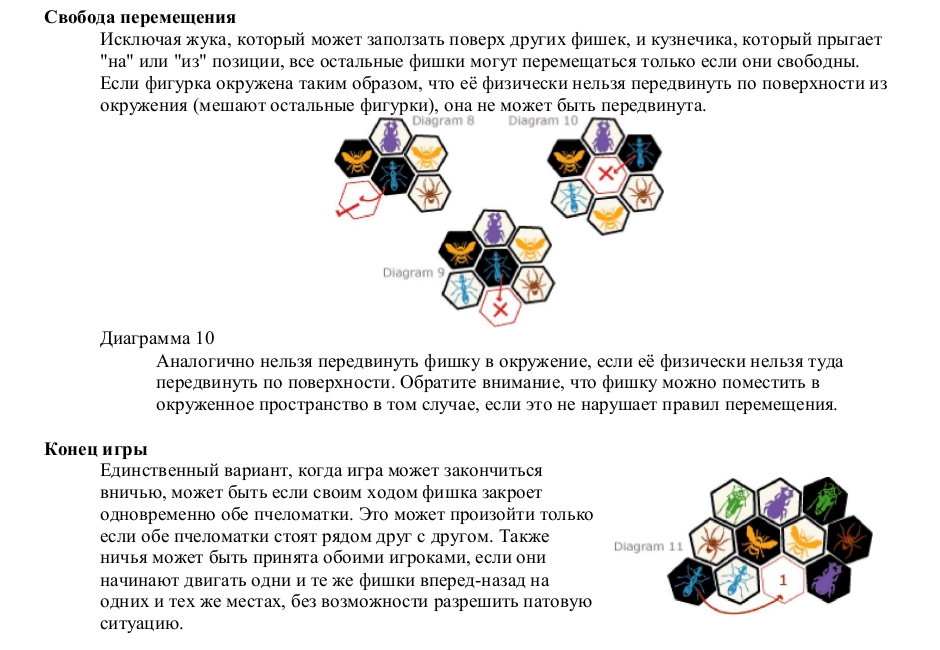 Свобода перемещения
Исключая жука, который может заползать поверх других фишек, и кузнечика, который прыгает
"на" или "из" позиции, все остальные фишки могут перемещаться только если они свободны.
Если фигурка окружена таким образом, что её физически нельзя передвинуть по поверхности из
окружения (мешают остальные фигурки), она не может быть передвинута.
Diagram 8
Diagram 10
Diagram 9
Диаграмма 10
Аналогично нельзя передвинуть фишку в окружение, если её физически нельзя туда
передвинуть по поверхности. Обратите внимание, что фишку можно поместить в
окруженное пространство в том случае, если это не нарушает правил перемещения.
Конец игры
Единственный вариант, когда игра может закончиться
вничью, может быть если своим ходом фишка закроет
одновременно обе пчеломатки. Это может произойти только
если обе пчеломатки стоят рядом друг с другом. Также
ничья может быть принята обоими игроками, если они
начинают двигать одни и те же фишки вперед-назад на
одних и тех же местах, без возможности разрешить патовую
ситуацию.
Diagram 11
1